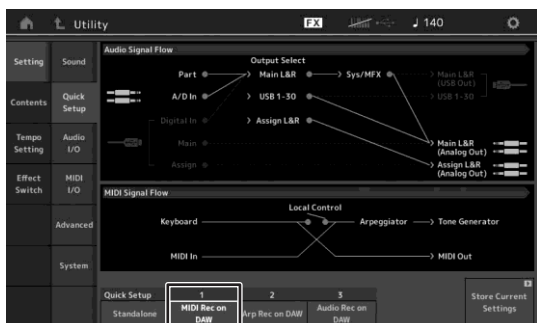 Utility
FX
140
Setting
Sound
Contents
Quick
Setup
Tempo
Setting
Audio
I/O
Effect
Switch
MIDI
I/O
Advanced
System
Audio Signal Flow
Output Select
Part
Main L&R
Sys/MFX
Main L&R
(USB Out)
A/D In
USB 1-30
USB 1-30
Digital In
Assign L&R
Main
Main L&R
(Analog Out)
Assign
Assign L&R
(Analog Out)
MIDI Signal Flow
Local Control
Keyboard
Arpeggiator
Tone Generator
MIDI In
MIDI Out
Quick Setup
1
2
3
Store Current
Settings
Standalone
MIDI Rec on
DAW
Arp Rec on DAW
Audio Rec on
DAW